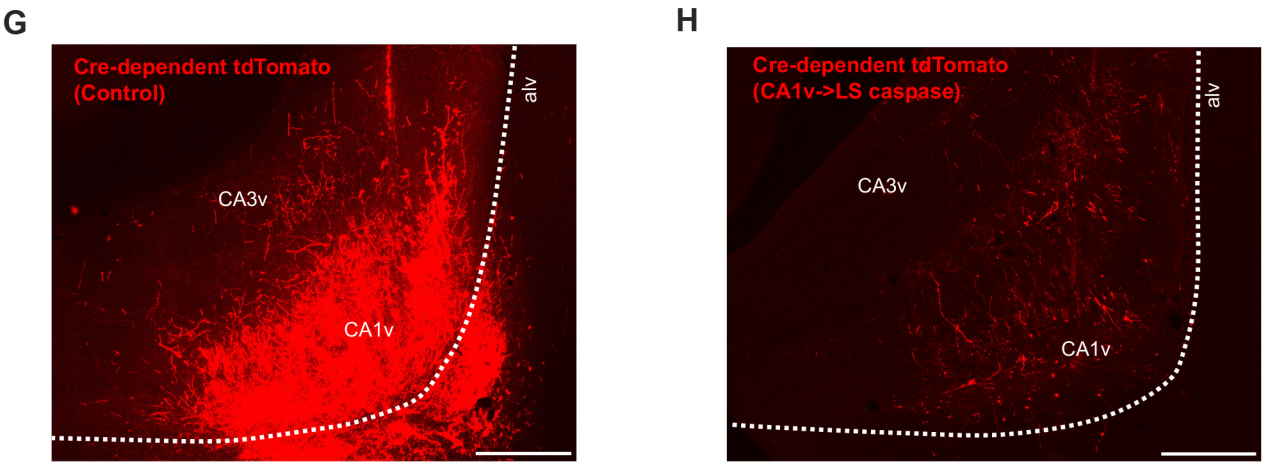 G
Cre-dependent tdTomato
(Control)
alv
CA3v
CA1v
H
Cre-dependent tdTomato
(CA1v->LS caspase)
alv
CA3v
CA1v